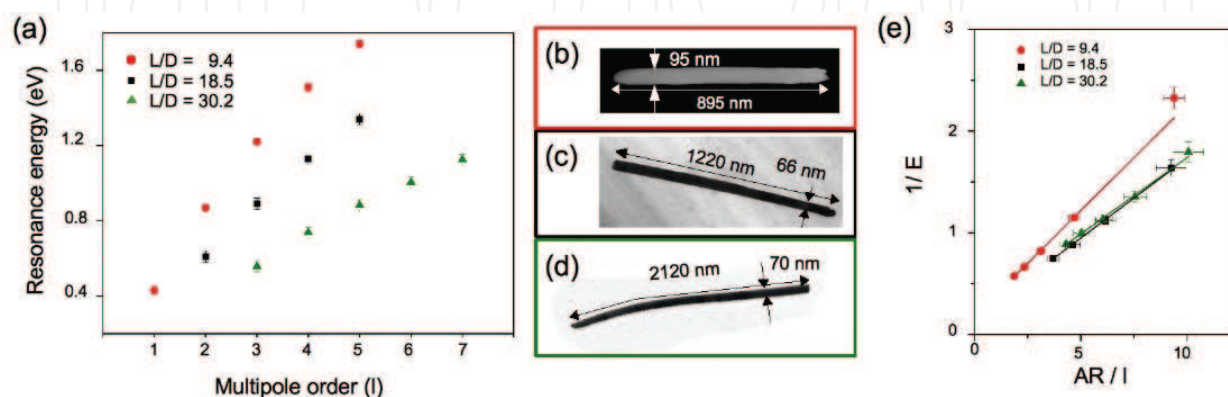 (a)
L/D = 9.4
L/D = 18.5
L/D = 30.2
Resonance energy (eV)
1.6
1.2
0.8
0.4
1 2 3 4 5 6 7
Multipole order (l)
(b)
95 nm
895 nm
(c)
1220 nm
66 nm
(d)
2120 nm
70 nm
(e)
L/D = 9.4
L/D = 18.5
L/D = 30.2
1/ E
3
2
1
0
5 10
AR / l